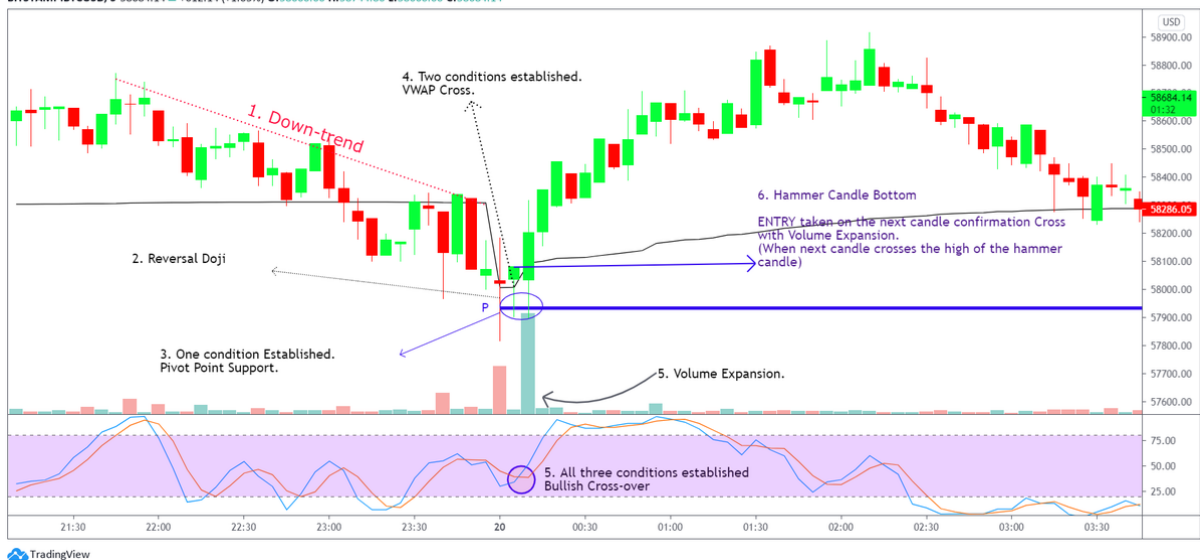 USD
58900.00
58800.00
58684.14
01:32
58600.00
58500.00
58400.00
58286.05
58200.00
58100.00
58000.00
57900.00
57800.00
57700.00
57600.00
4. Two conditions established.
VWAP Cross.
1. Down-trend
6. Hammer Candle Bottom
ENTRY taken on the next candle confirmation Cross
with Volume Expansion.
(When next candle crosses the high of the hammer
candle)
2. Reversal Doji
P
3. One condition Established.
Pivot Point Support.
5. Volume Expansion.
75.00
50.00
25.00
5. All three conditions established
Bullish Cross-over
21:30
22:00
22:30
23:00
23:30
20
00:30
01:00
01:30
02:00
02:30
03:00
03:30
TradingView